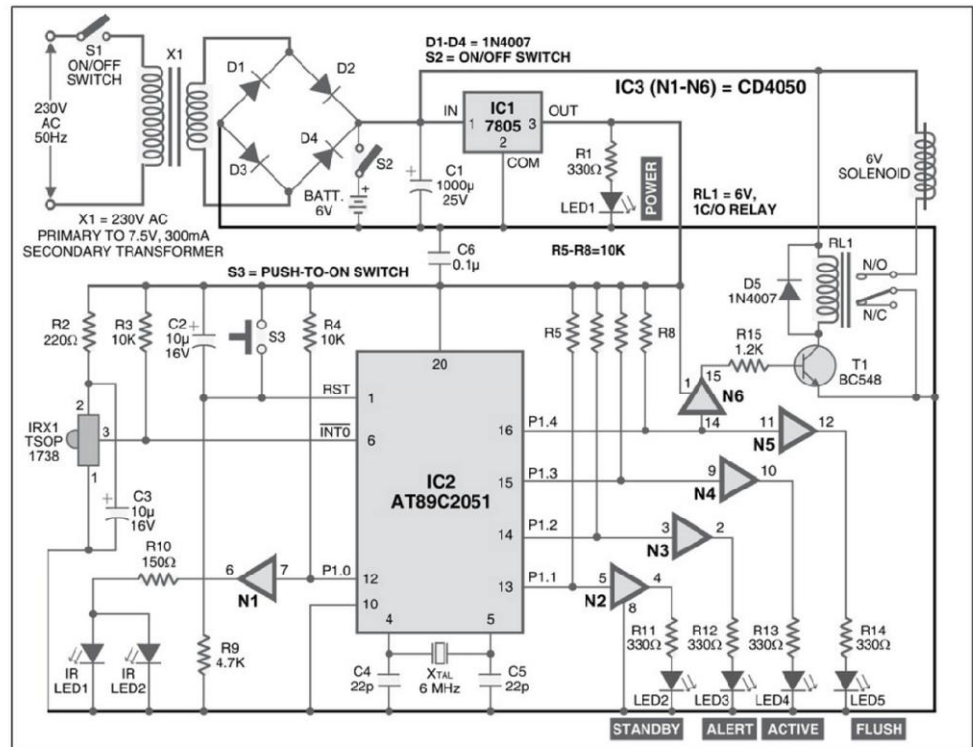 S1
ON/OFF
SWITCH
X1
230V
AC
50Hz
X1 = 230V AC
PRIMARY TO 7.5V, 300mA
SECONDARY TRANSFORMER
D1
D2
D3
D4
S2
BATT.
6V
+
D1-D4 = 1N4007
S2 = ON/OFF SWITCH
IC3 (N1-N6) = CD4050
IN
1
IC1
7805
3
OUT
2
COM
+
C1
1000µ
25V
R1
330Ω
LED1
POWER
6V
SOLENOID
RL1 = 6V,
1C/O RELAY
C6
0.1µ
R5-R8=10K
S3 = PUSH-TO-ON SWITCH
RL1
N/O
N/C
D5
1N4007
R2
220Ω
R3
10K
C2
10µ
16V
+
S3
R4
10K
R5
R8
R15
1.2K
T1
BC548
20
RST
1
INT0
6
IC2
AT89C2051
16
P1.4
15
P1.3
14
P1.2
13
P1.1
P1.0
12
10
4
5
1
15
N6
14
11
N5
12
9
N4
10
3
N3
2
5
N2
4
8
IRX1
TSOP
1738
2
3
1
+
C3
10µ
16V
R10
150Ω
6
N1
7
R9
4.7K
IR
LED1
IR
LED2
C4
22p
XTAL
6 MHz
C5
22p
R11
330Ω
R12
330Ω
R13
330Ω
R14
330Ω
LED2
LED3
LED4
LED5
STANDBY
ALERT
ACTIVE
FLUSH